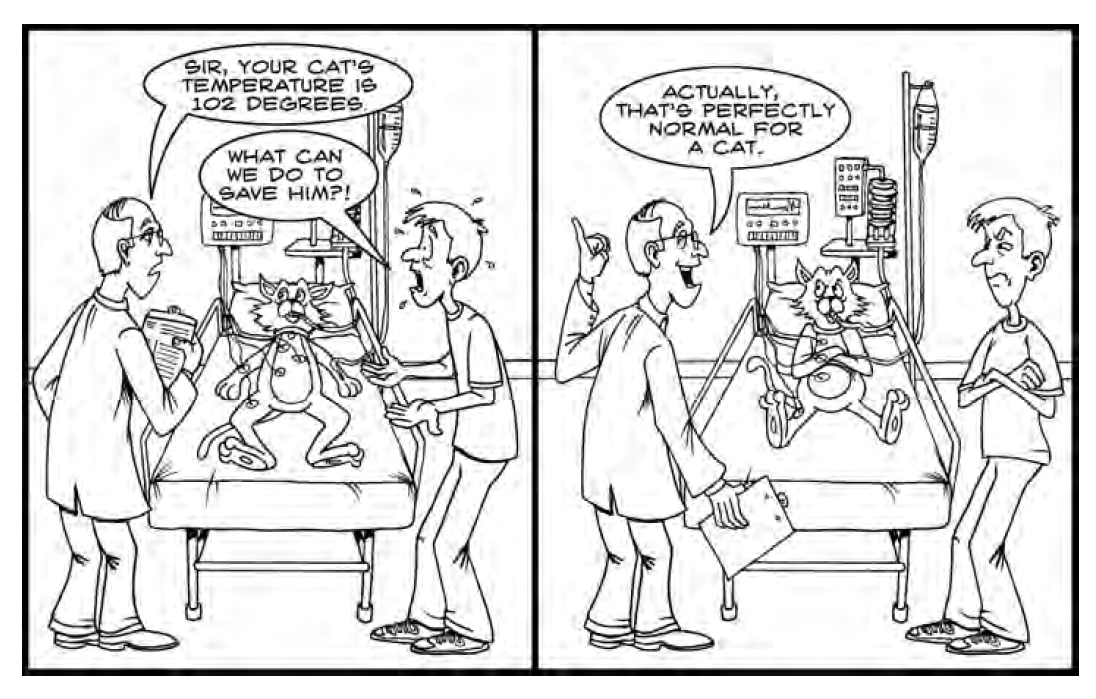 SIR, YOUR CAT'S
TEMPERATURE IS
102 DEGREES.
WHAT CAN
WE DO TO
SAVE HIM?!
ACTUALLY,
THAT'S PERFECTLY
NORMAL FOR
A CAT.